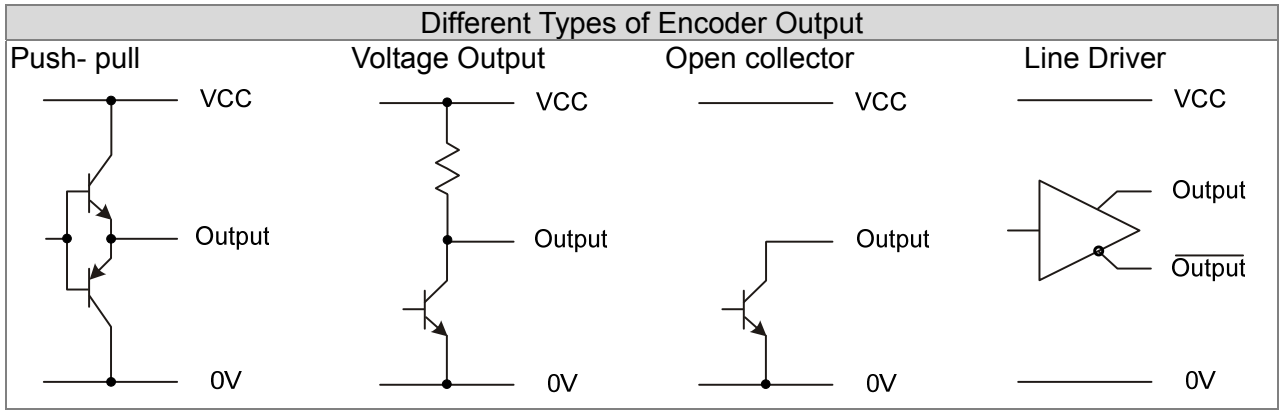 Different Types of Encoder Output
Push- pull
Voltage Output
Open collector
Line Driver
VCC
VCC
VCC
VCC
Output
Output
Output
Output
Output
0V
0V
0V
0V